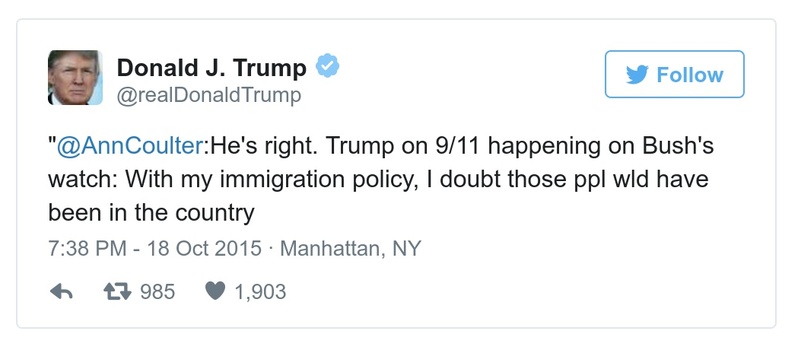 Donald J. Trump
@realDonaldTrump
Follow
"@AnnCoulter:He's right. Trump on 9/11 happening on Bush's
watch: With my immigration policy, I doubt those ppl wld have
been in the country
7:38 PM - 18 Oct 2015 · Manhattan, NY
985 1,903